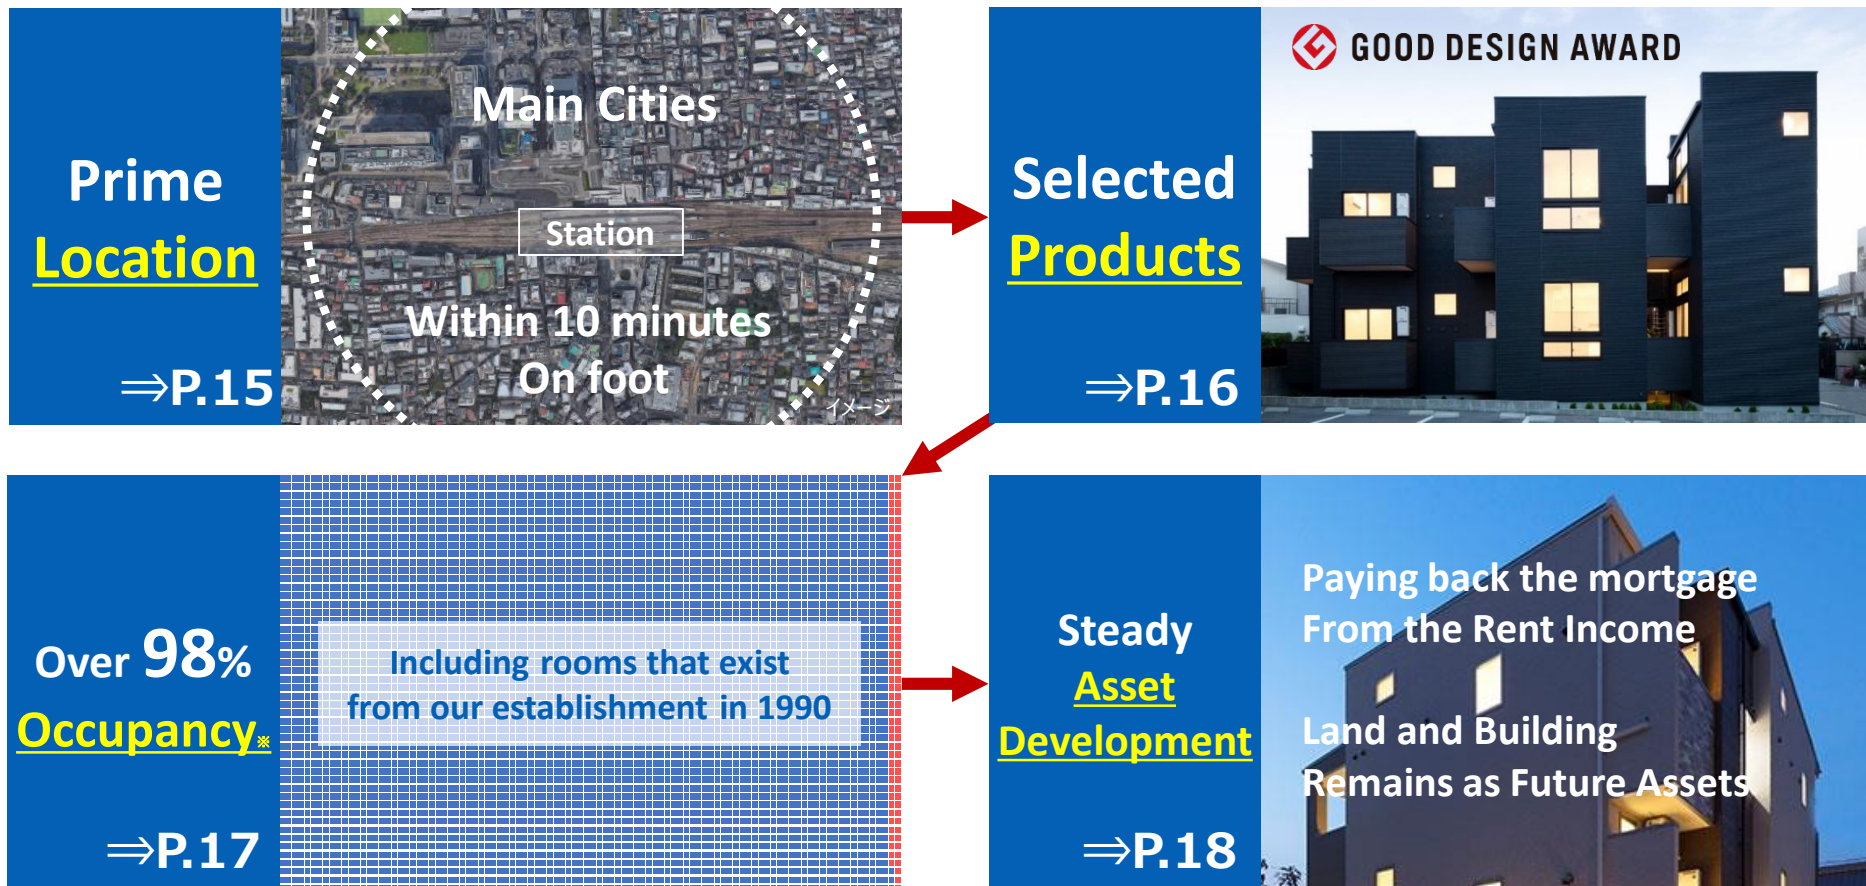 Prime
Location
⇒P.15
Main Cities
Station
Within 10 minutes
On foot
イメージ
Selected
Products
⇒P.16
GOOD DESIGN AWARD
Over 98%
Occupancy※
⇒P.17
Including rooms that exist
from our establishment in 1990
Steady
Asset
Development
⇒P.18
Paying back the mortgage
From the Rent Income
Land and Building
Remains as Future Assets